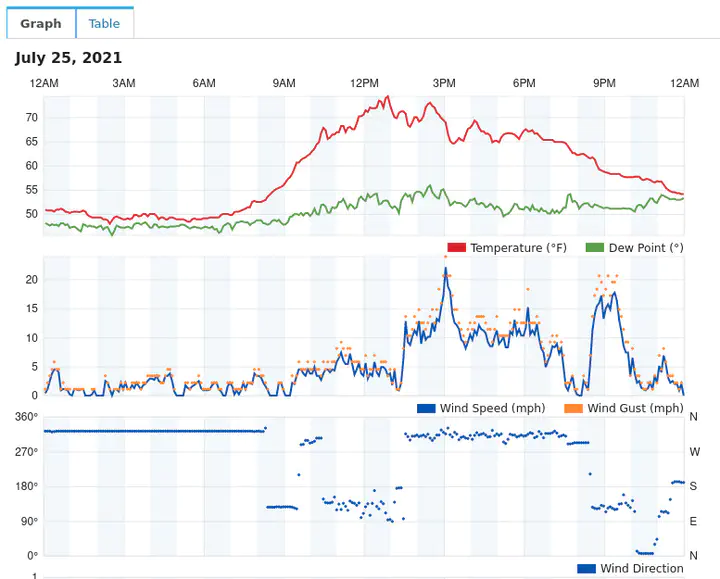 Graph Table
July 25, 2021
12AM 3AM 6AM 9AM 12PM 3PM 6PM 9PM 12AM
70
65
60
55
50
Temperature (°F) Dew Point (°)
20
15
10
5
0
Wind Speed (mph) Wind Gust (mph)
360° N
270° W
180° S
90° E
0° N
Wind Direction
1